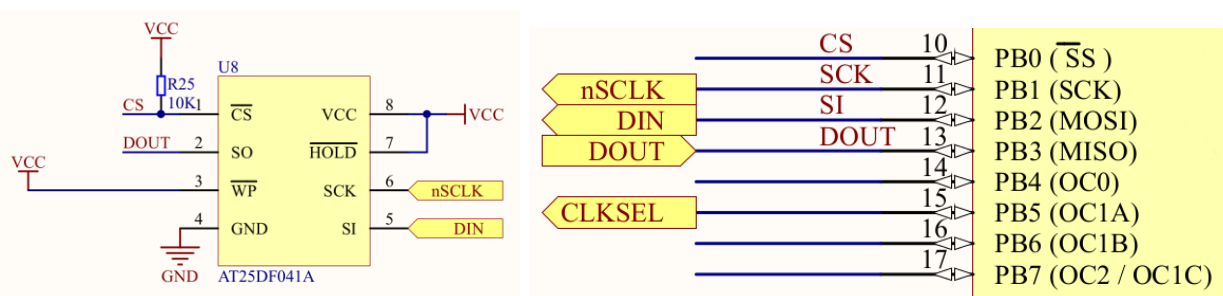 VCC
R25
10K
U8
CS
1
CS
VCC
8
VCC
DOUT
2
SO
HOLD
7
VCC
3
WP
SCK
6
nSCLK
4
GND
SI
5
DIN
GND
AT25DF041A
CS
10
PB0 ( SS )
nSCLK
SCK
11
PB1 (SCK)
DIN
SI
12
PB2 (MOSI)
DOUT
DOUT
13
PB3 (MISO)
14
PB4 (OC0)
CLKSEL
15
PB5 (OC1A)
16
PB6 (OC1B)
17
PB7 (OC2 / OC1C)